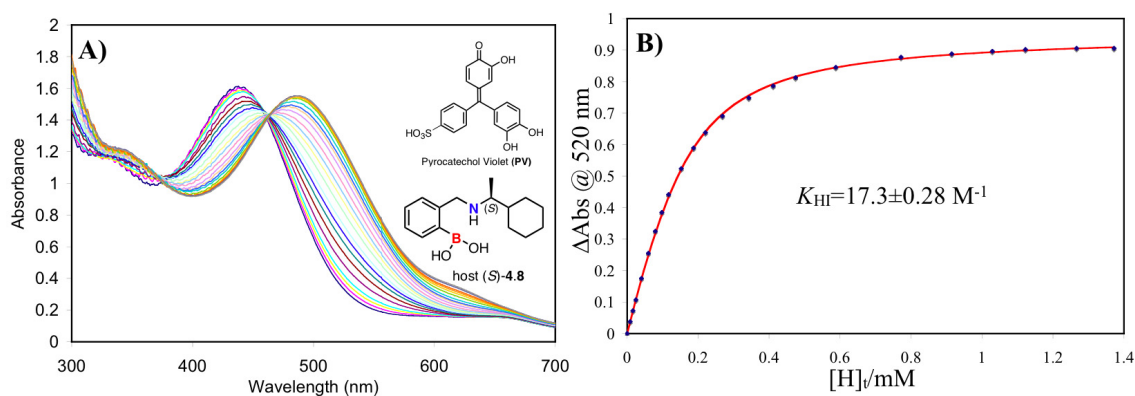 A)
Absorbance
2
1.8
1.6
1.4
1.2
1
0.8
0.6
0.4
0.2
0
300 400 500 600 700
Wavelength (nm)
O
OH
HO₃S
OH
OH
Pyrocatechol Violet (PV)
N
H
(S)
B
HO OH
host (S)-4.8
B)
ΔAbs @ 520 nm
1
0.9
0.8
0.7
0.6
0.5
0.4
0.3
0.2
0.1
0
K_HI=17.3±0.28 M⁻¹
0 0.2 0.4 0.6 0.8 1 1.2 1.4
[H]ₜ/mM